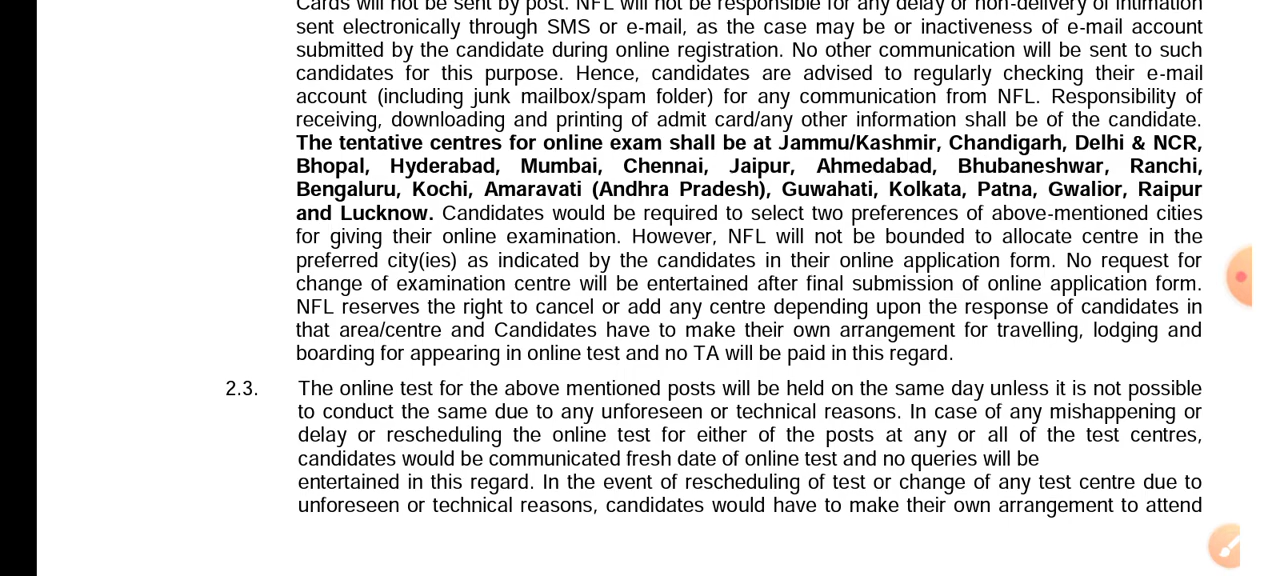 Cards will not be sent by post. NFL will not be responsible for any delay or non-delivery of intimation
sent electronically through SMS or e-mail, as the case may be or inactiveness of e-mail account
submitted by the candidate during online registration. No other communication will be sent to such
candidates for this purpose. Hence, candidates are advised to regularly checking their e-mail
account (including junk mailbox/spam folder) for any communication from NFL. Responsibility of
receiving, downloading and printing of admit card/any other information shall be of the candidate.
The tentative centres for online exam shall be at Jammu/Kashmir, Chandigarh, Delhi & NCR,
Bhopal, Hyderabad, Mumbai, Chennai, Jaipur, Ahmedabad, Bhubaneshwar, Ranchi,
Bengaluru, Kochi, Amaravati (Andhra Pradesh), Guwahati, Kolkata, Patna, Gwalior, Raipur
and Lucknow. Candidates would be required to select two preferences of above-mentioned cities
for giving their online examination. However, NFL will not be bounded to allocate centre in the
preferred city(ies) as indicated by the candidates in their online application form. No request for
change of examination centre will be entertained after final submission of online application form.
NFL reserves the right to cancel or add any centre depending upon the response of candidates in
that area/centre and Candidates have to make their own arrangement for travelling, lodging and
boarding for appearing in online test and no TA will be paid in this regard.
2.3. The online test for the above mentioned posts will be held on the same day unless it is not possible
to conduct the same due to any unforeseen or technical reasons. In case of any mishappening or
delay or rescheduling the online test for either of the posts at any or all of the test centres,
candidates would be communicated fresh date of online test and no queries will be
entertained in this regard. In the event of rescheduling of test or change of any test centre due to
unforeseen or technical reasons, candidates would have to make their own arrangement to attend